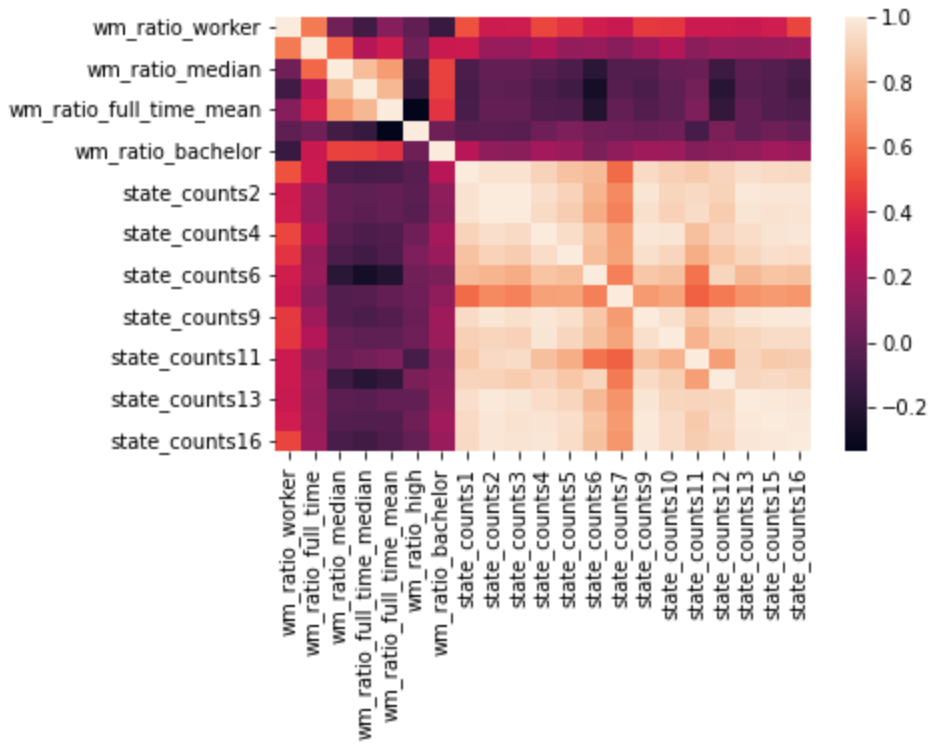 wm_ratio_worker
wm_ratio_median
wm_ratio_full_time_mean
wm_ratio_bachelor
state_counts2
state_counts4
state_counts6
state_counts9
state_counts11
state_counts13
state_counts16
1.0
0.8
0.6
0.4
0.2
0.0
−0.2
wm_ratio_worker
wm_ratio_full_time
wm_ratio_median
wm_ratio_full_time_median
wm_ratio_full_time_mean
wm_ratio_high
wm_ratio_bachelor
state_counts1
state_counts2
state_counts3
state_counts4
state_counts5
state_counts6
state_counts7
state_counts9
state_counts10
state_counts11
state_counts12
state_counts13
state_counts15
state_counts16